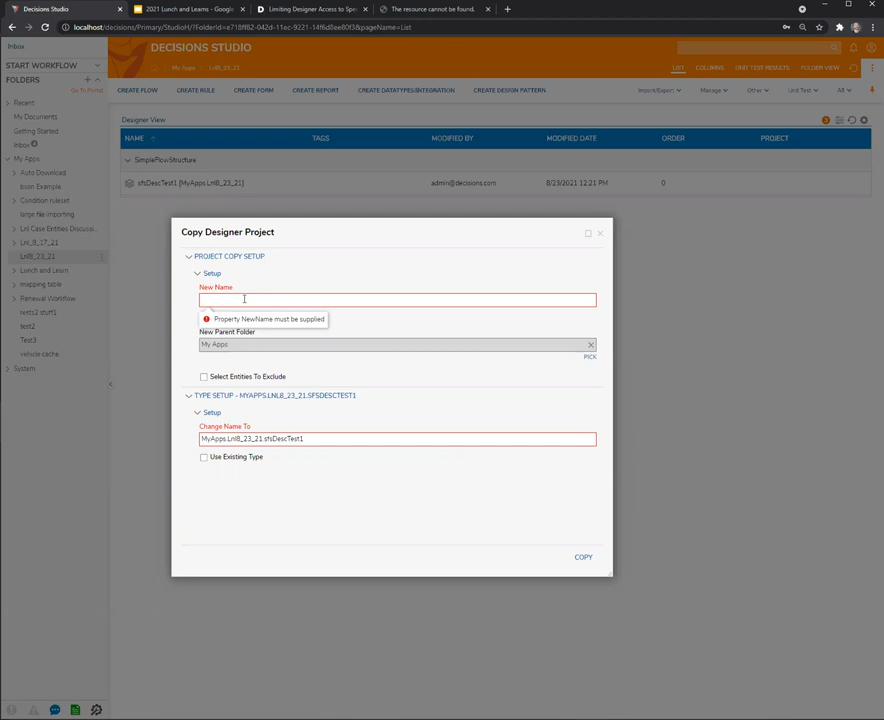 Decisions Studio
2021 Lunch and Learns - Google
Limiting Designer Access to Spe
The resource cannot be found.
localhost/decisions/Primary/StudioH/?FolderId=e718ff82-042d-11ec-9221-14f6d8ee80f3&pageName=List
Inbox
START WORKFLOW
FOLDERS
Go To Portal
Recent
My Documents
Getting Started
Inbox
My Apps
Auto Download
bson Example
Condition ruleset
large file importing
Lnl Case Entities Discussi...
Lnl_8_17_21
Lnl8_23_21
Lunch and Learn
mapping table
Renewal Workflow
rents2 stuff1
test2
Test3
vehicle cache
System
DECISIONS STUDIO
My Apps
Lnl8_23_21
LIST
COLUMNS
UNIT TEST RESULTS
FOLDER VIEW
CREATE FLOW
CREATE RULE
CREATE FORM
CREATE REPORT
CREATE DATATYPES/INTEGRATION
CREATE DESIGN PATTERN
Import/Export
Manage
Other
Unit Test
All
Designer View
NAME
TAGS
MODIFIED BY
MODIFIED DATE
ORDER
PROJECT
SimpleFlowStructure
sfsDescTest1 [MyApps.Lnl8_23_21]
admin@decisions.com
8/23/2021 12:21 PM
0
Copy Designer Project
PROJECT COPY SETUP
Setup
New Name
Property NewName must be supplied
New Parent Folder
My Apps
PICK
Select Entities To Exclude
TYPE SETUP - MYAPPS.LNL8_23_21.SFSDESCTEST1
Setup
Change Name To
MyApps.Lnl8_23_21.sfsDescTest1
Use Existing Type
COPY